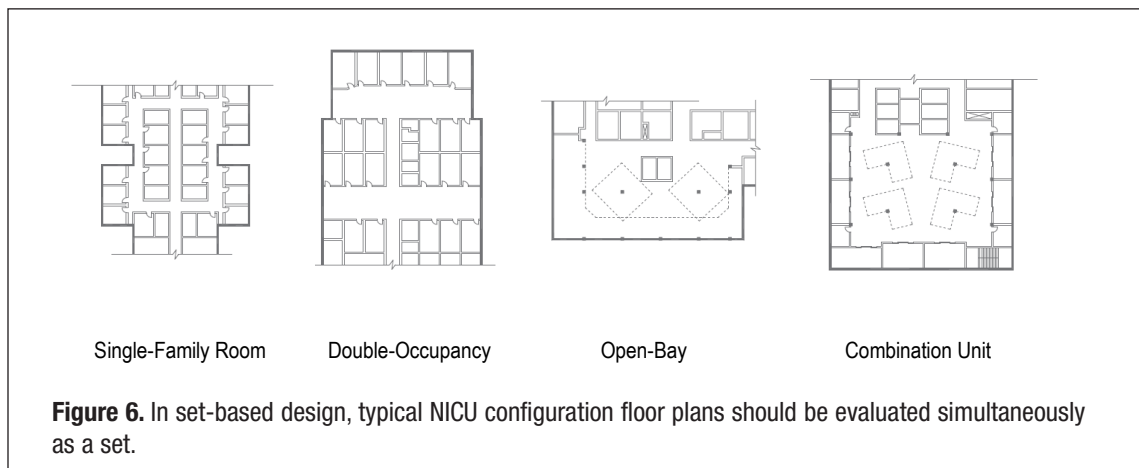 Single-Family Room
Double-Occupancy
Open-Bay
Combination Unit
Figure 6. In set-based design, typical NICU configuration floor plans should be evaluated simultaneously
as a set.